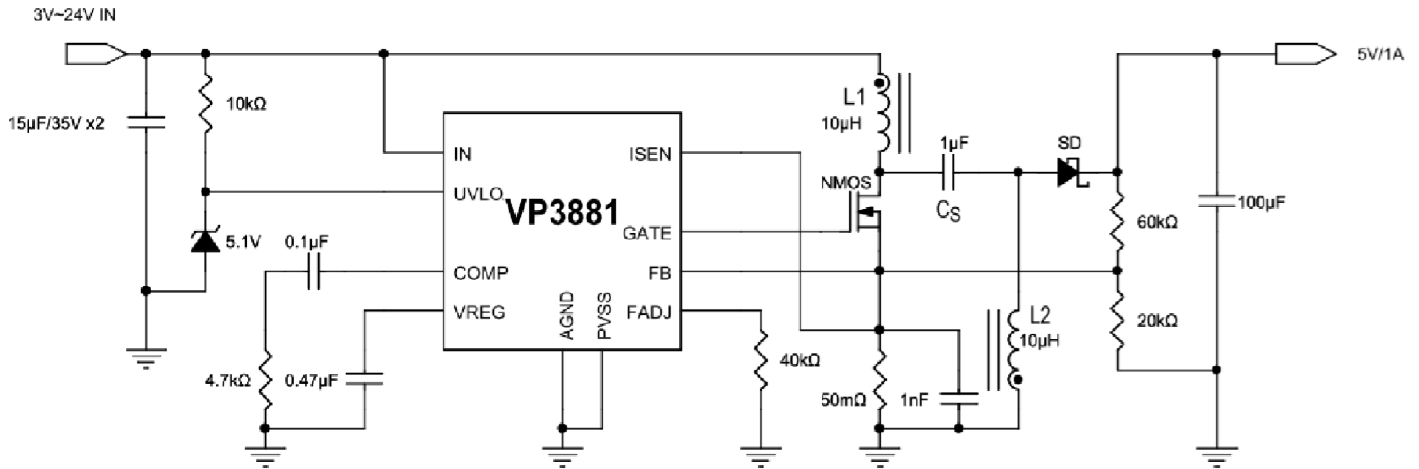 3V~24V IN
5V/1A
10kΩ
15µF/35V x2
L1
10µH
1µF
SD
IN
ISEN
NMOS
UVLO
VP3881
CS
100µF
60kΩ
5.1V
0.1µF
GATE
COMP
FB
L2
VREG
AGND
PVSS
FADJ
10µH
20kΩ
4.7kΩ
0.47µF
40kΩ
50mΩ
1nF